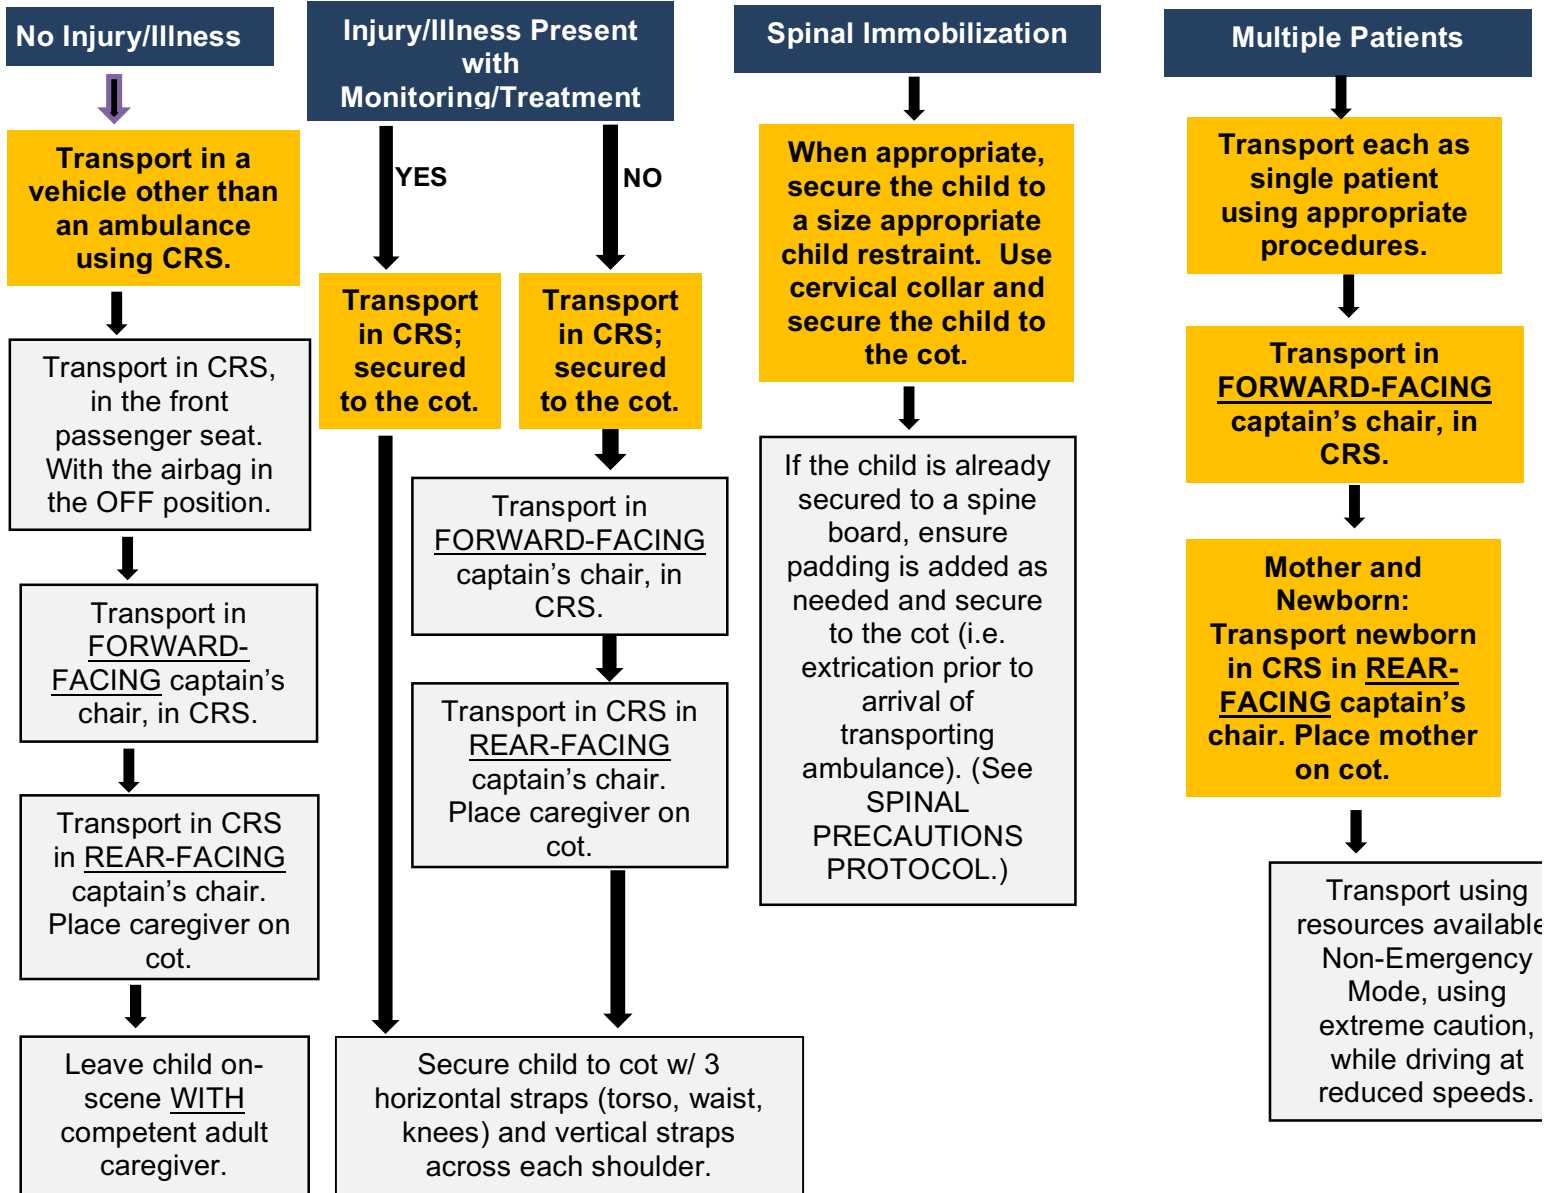 No Injury/Illness
Transport in a
vehicle other than
an ambulance
using CRS.
Transport in CRS,
in the front
passenger seat.
With the airbag in
the OFF position.
Transport in
FORWARD-
FACING captain's
chair, in CRS.
Transport in CRS
in REAR-FACING
captain's chair.
Place caregiver on
cot.
Leave child on-
scene WITH
competent adult
caregiver.
Injury/Illness Present
with
Monitoring/Treatment
YES
NO
Transport
in CRS;
secured
to the cot.
Transport
in CRS;
secured
to the cot.
Transport in
FORWARD-FACING
captain's chair, in
CRS.
Transport in CRS in
REAR-FACING
captain's chair.
Place caregiver on
cot.
Secure child to cot w/ 3
horizontal straps (torso, waist,
knees) and vertical straps
across each shoulder.
Spinal Immobilization
When appropriate,
secure the child to
a size appropriate
child restraint.  Use
cervical collar and
secure the child to
the cot.
If the child is already
secured to a spine
board, ensure
padding is added as
needed and secure
to the cot (i.e.
extrication prior to
arrival of
transporting
ambulance). (See
SPINAL
PRECAUTIONS
PROTOCOL.)
Multiple Patients
Transport each as
single patient
using appropriate
procedures.
Transport in
FORWARD-FACING
captain's chair, in
CRS.
Mother and
Newborn:
Transport newborn
in CRS in REAR-
FACING captain's
chair. Place mother
on cot.
Transport using
resources available
Non-Emergency
Mode, using
extreme caution,
while driving at
reduced speeds.